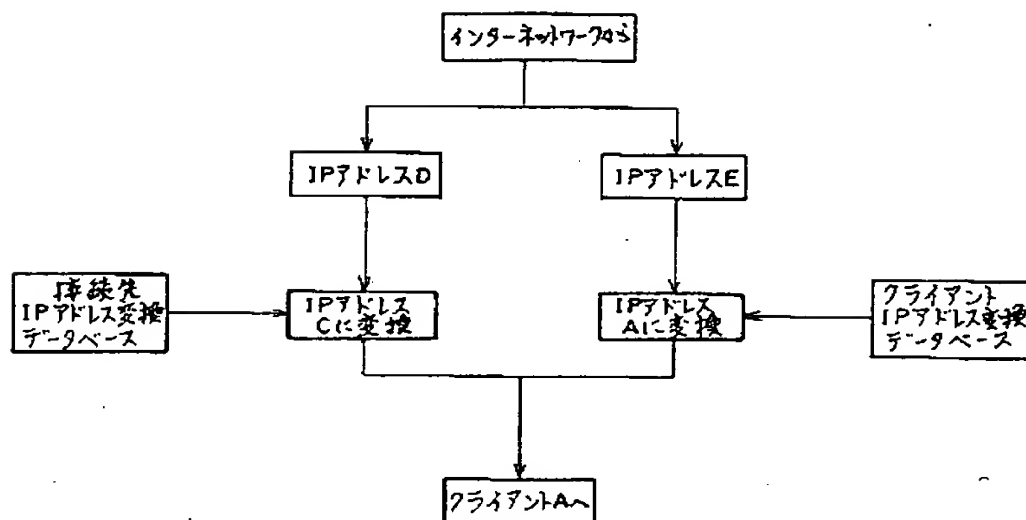 インターネットワークから
IPアドレスD
IPアドレスE
接続先
IPアドレス変換
データベース
IPアドレス
Cに変換
IPアドレス
Aに変換
クライアント
IPアドレス変換
データベース
クライアントAへ